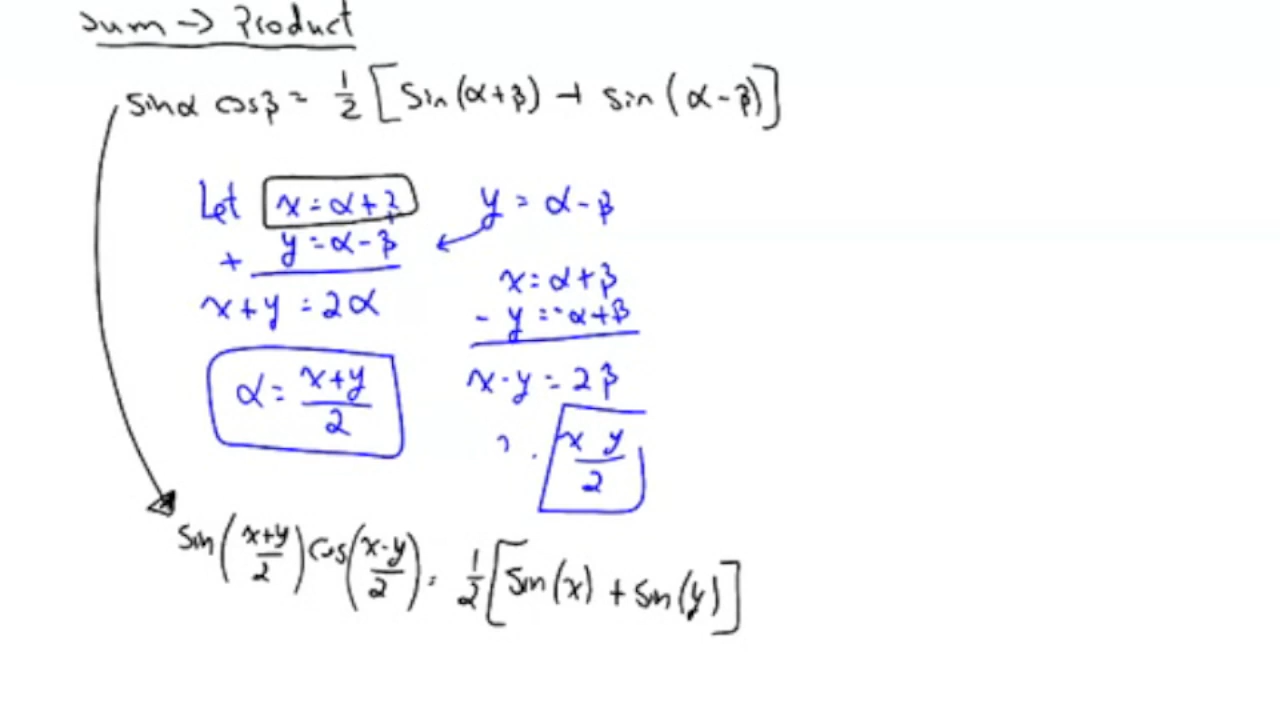 Sum → Product
sinα cosβ = 1/2 [sin(α+β) + sin(α-β)]
Let x = α+β y = α-β
+ y = α-β
x+y = 2α
α = (x+y)/2
x = α+β
- y = -α+β
x-y = 2β
x y / 2
sin((x+y)/2) cos((x-y)/2) = 1/2 [sin(x) + sin(y)]